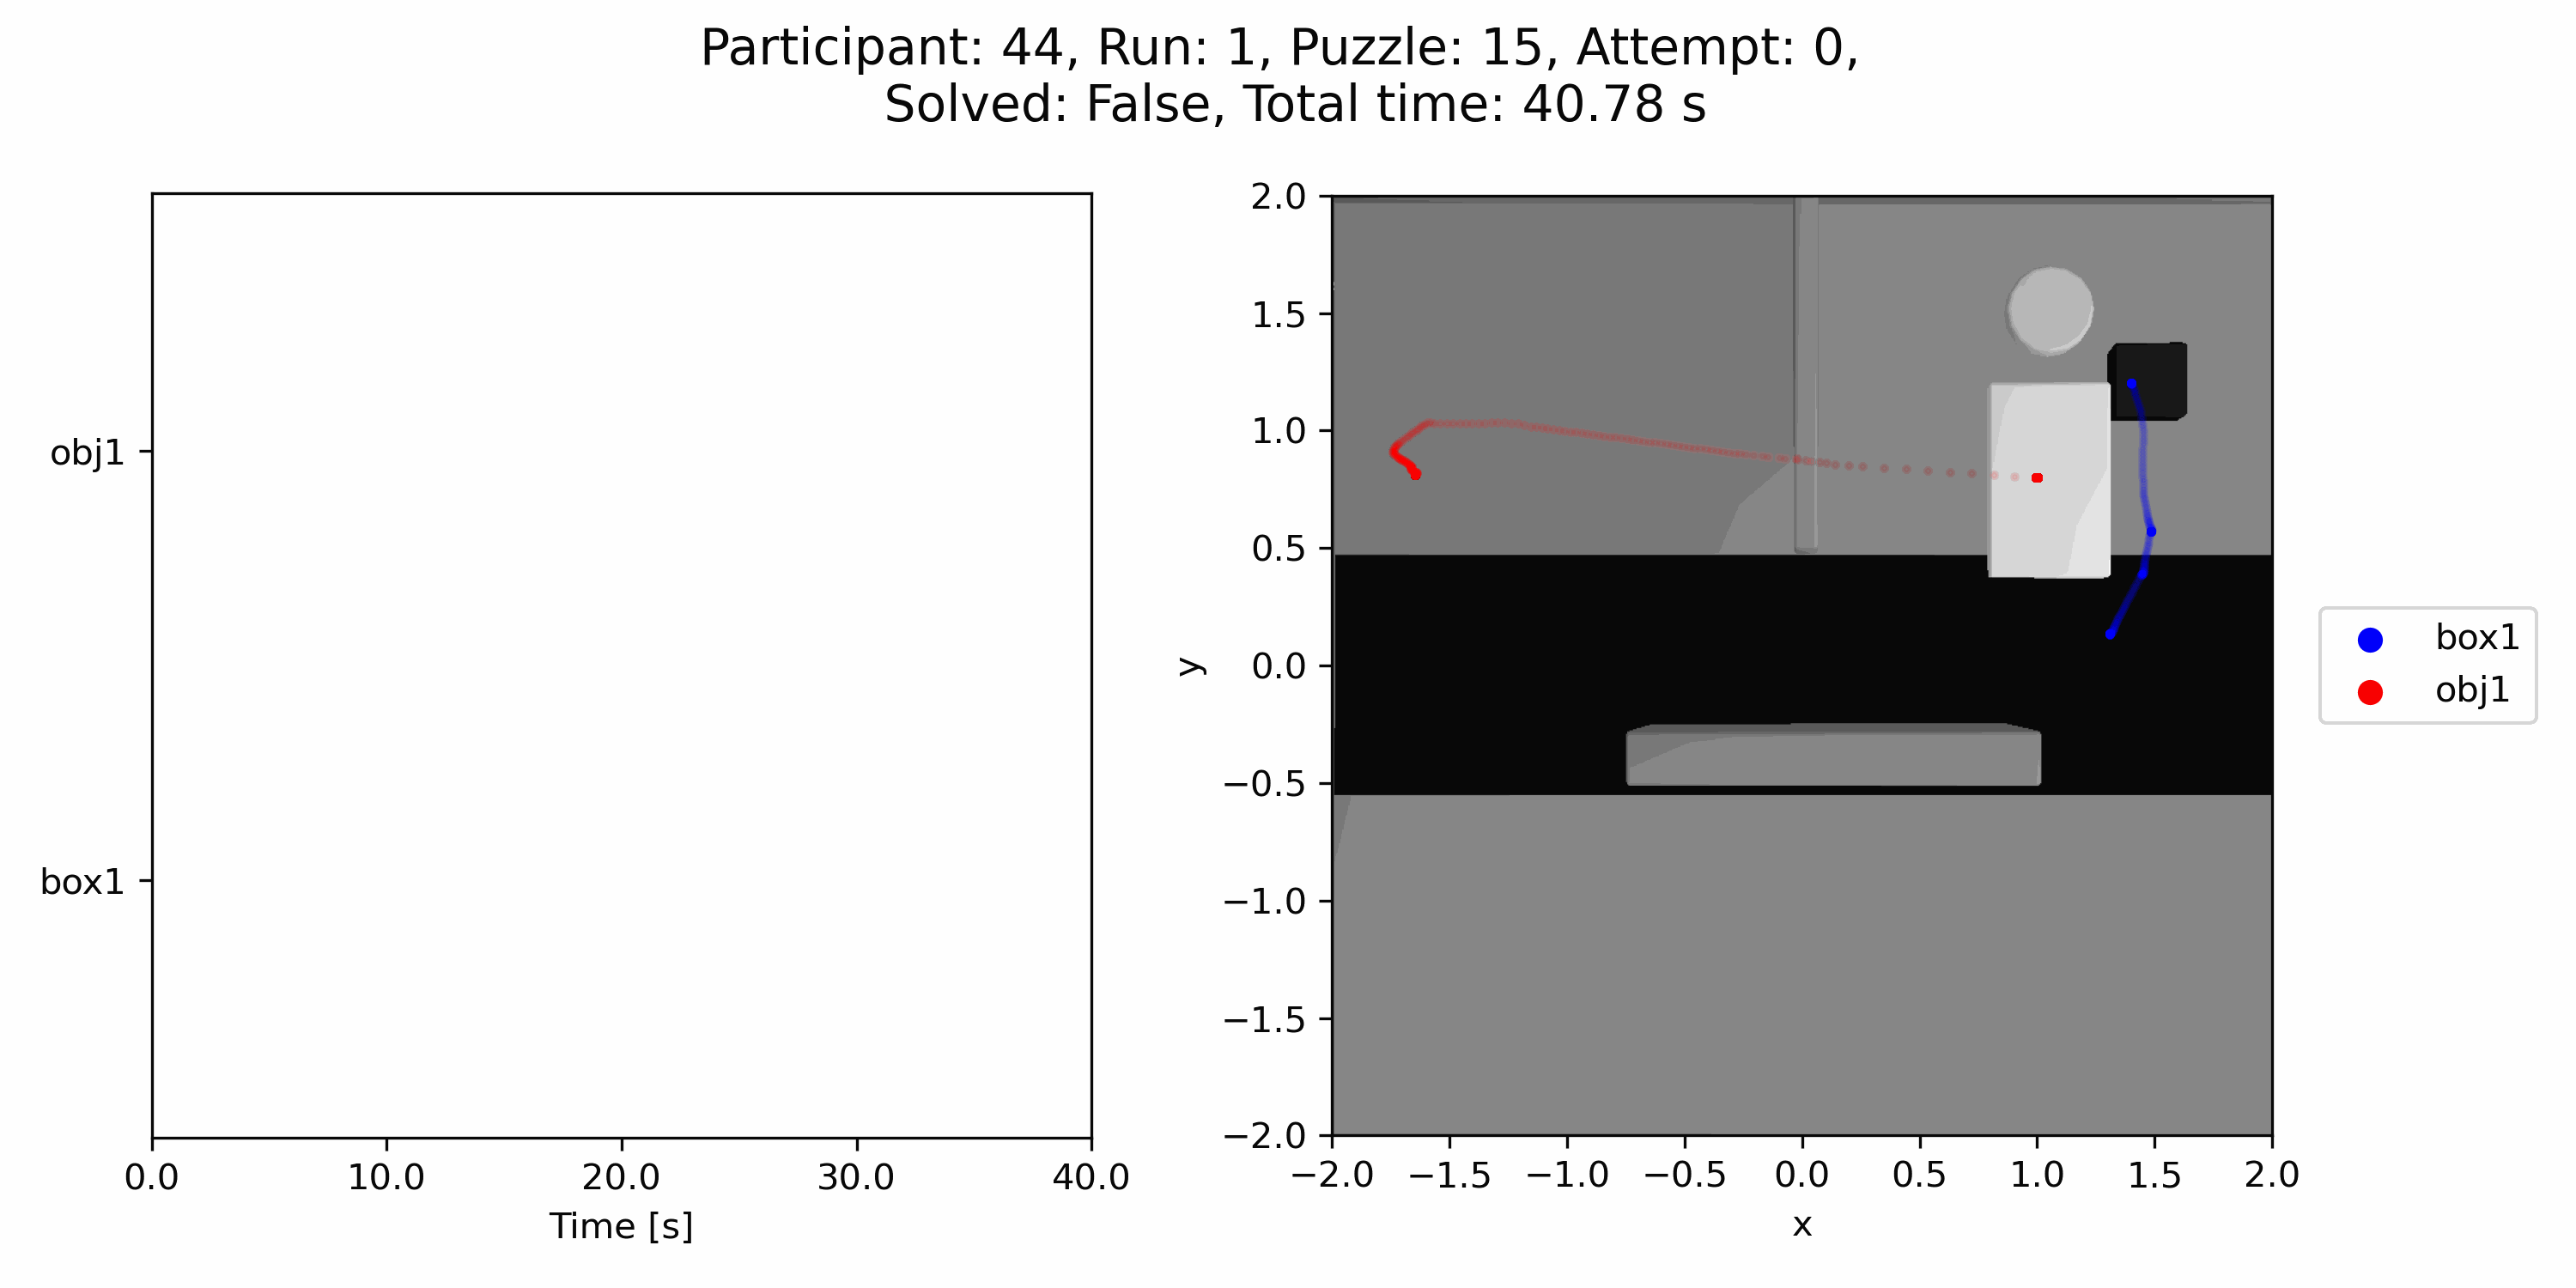 Participant: 44, Run: 1, Puzzle: 15, Attempt: 0,
Solved: False, Total time: 40.78 s
obj1
box1
0.0 10.0 20.0 30.0 40.0
Time [s]
2.0
1.5
1.0
0.5
0.0
−0.5
−1.0
−1.5
−2.0
y
−2.0 −1.5 −1.0 −0.5 0.0 0.5 1.0 1.5 2.0
x
box1
obj1